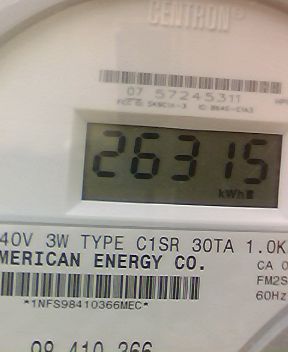 CENTRON®
07 57245311
26315
kWh
40V 3W TYPE C1SR 30TA 1.0K
MERICAN ENERGY CO.
CA 0
FM2S
*1NFS98410366MEC*
60Hz
98 410 366